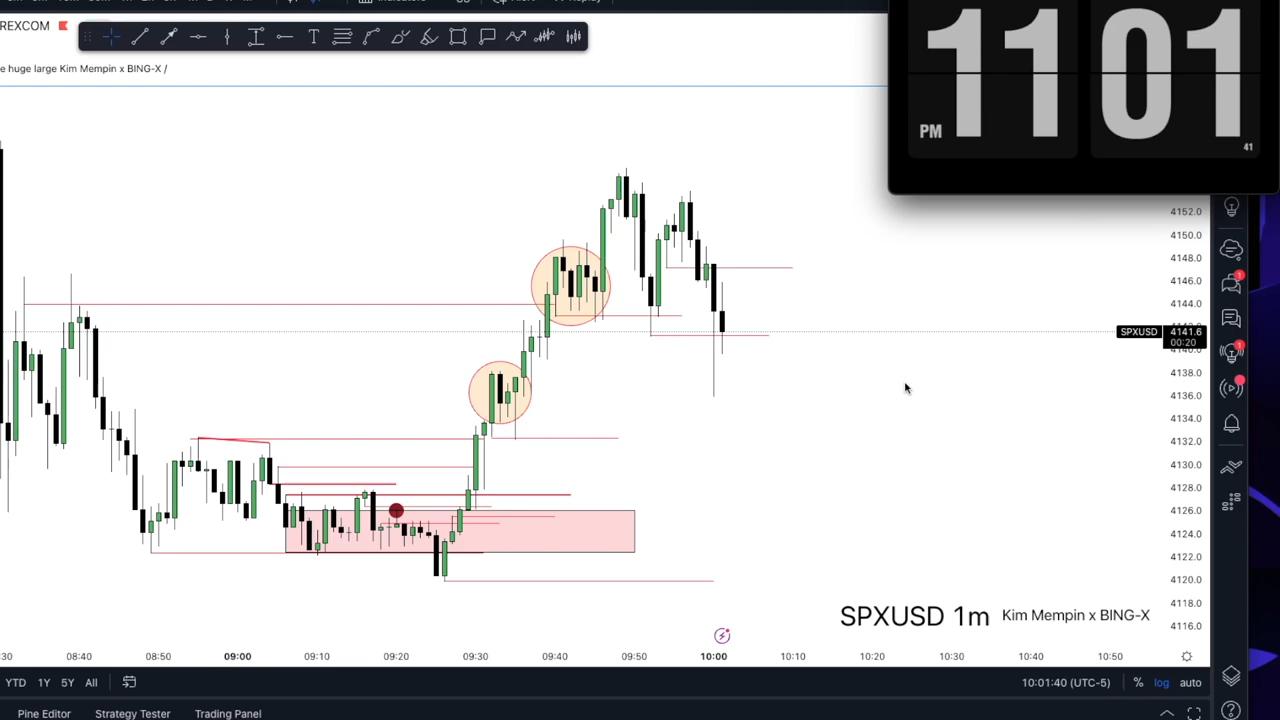 REXCOM
e huge large Kim Mempin x BING-X /
11 01
PM
41
4152.0
4150.0
4148.0
4146.0
4144.0
SPXUSD
4141.6
00:20
4140.0
4138.0
4136.0
4134.0
4132.0
4130.0
4128.0
4126.0
4124.0
4122.0
4120.0
4118.0
4116.0
1
1
SPXUSD 1m
Kim Mempin x BING-X
:30
08:40
08:50
09:00
09:10
09:20
09:30
09:40
09:50
10:00
10:10
10:20
10:30
10:40
10:50
YTD
1Y
5Y
All
10:01:40 (UTC-5)
%
log
auto
Pine Editor
Strategy Tester
Trading Panel